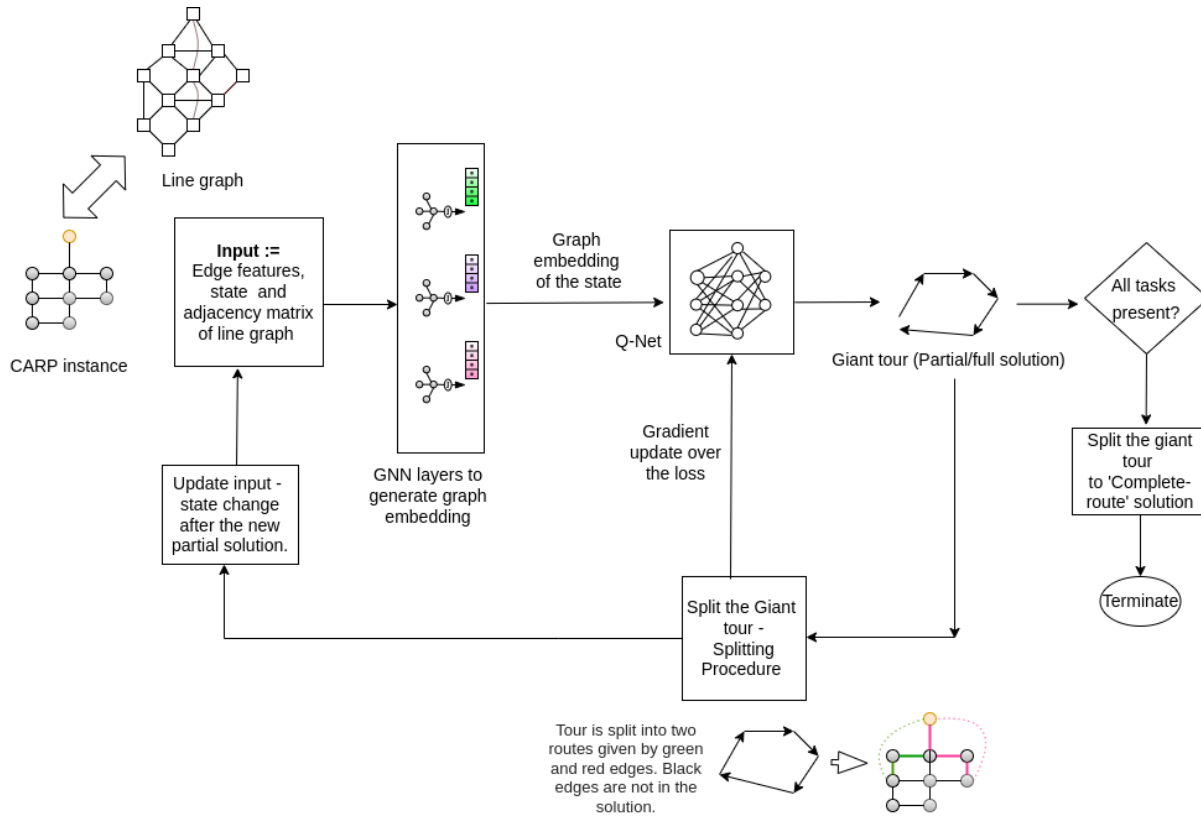 Line graph
CARP instance
Input :=
Edge features,
state and
adjacency matrix
of line graph
GNN layers to
generate graph
embedding
Graph
embedding
of the state
Q-Net
Giant tour (Partial/full solution)
All tasks
present?
Split the giant
tour
to 'Complete-
route' solution
Terminate
Gradient
update over
the loss
Update input -
state change
after the new
partial solution.
Split the Giant
tour -
Splitting
Procedure
Tour is split into two
routes given by green
and red edges. Black
edges are not in the
solution.